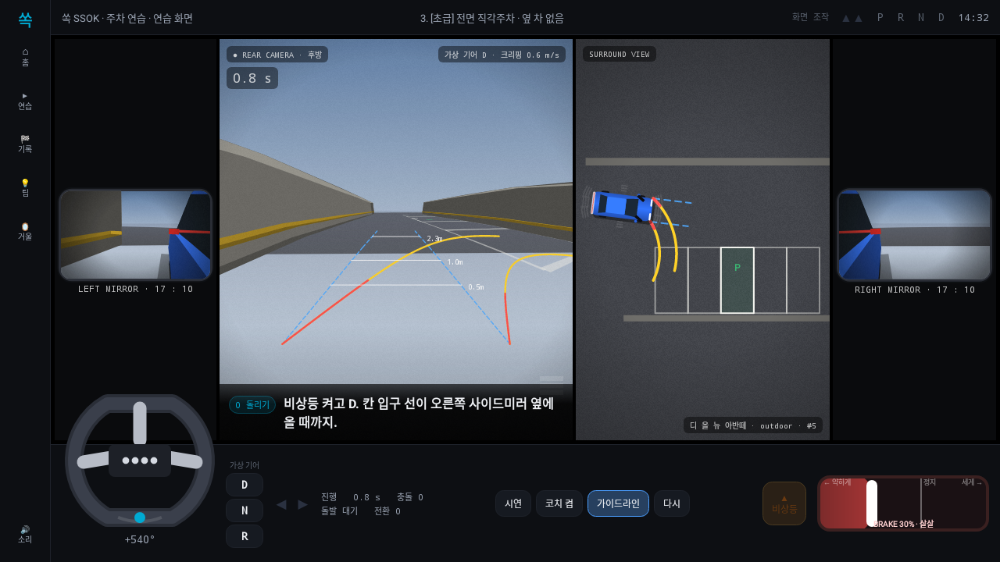 쏙
쏙 SSOK · 주차 연습 · 연습 화면
3. [초급] 전면 직각주차 · 옆 차 없음
화면 조작 ▲▲ P R N D 14:32
홈
연습
기록
팁
거울
소리
● REAR CAMERA · 후방
가상 기어 D · 크리핑 0.6 m/s
0.8 s
2.3m
1.0m
0.5m
SURROUND VIEW
P
LEFT MIRROR · 17 : 10
RIGHT MIRROR · 17 : 10
돌리기
비상등 켜고 D. 칸 입구 선이 오른쪽 사이드미러 옆에
올 때까지.
디 올 뉴 아반떼 · outdoor · #5
+540°
가상 기어
D
N
R
◀ ▶
진행 0.8 s 충돌 0
돌발 대기 전환 0
시연
코치 컵
가이드라인
다시
▲
비상등
← 약하게
정지
세게 →
BRAKE 30% · 살살